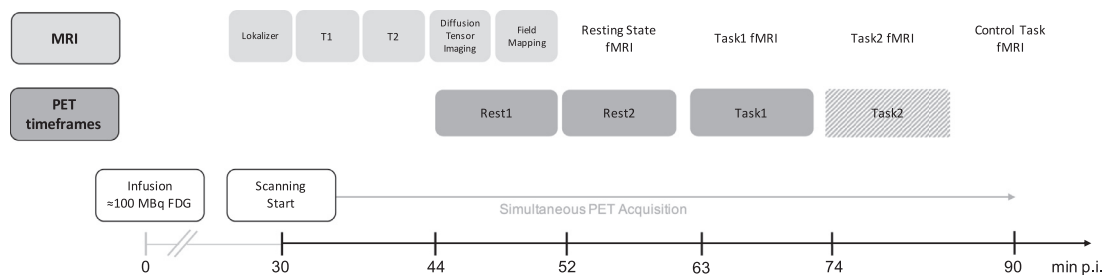 MRI
Lokalizer
T1
T2
Diffusion
Tensor
Imaging
Field
Mapping
Resting State
fMRI
Task1 fMRI
Task2 fMRI
Control Task
fMRI
PET
timeframes
Rest1
Rest2
Task1
Task2
Infusion
≈100 MBq FDG
Scanning
Start
Simultaneous PET Acquisition
0
30
44
52
63
74
90
min p.i.